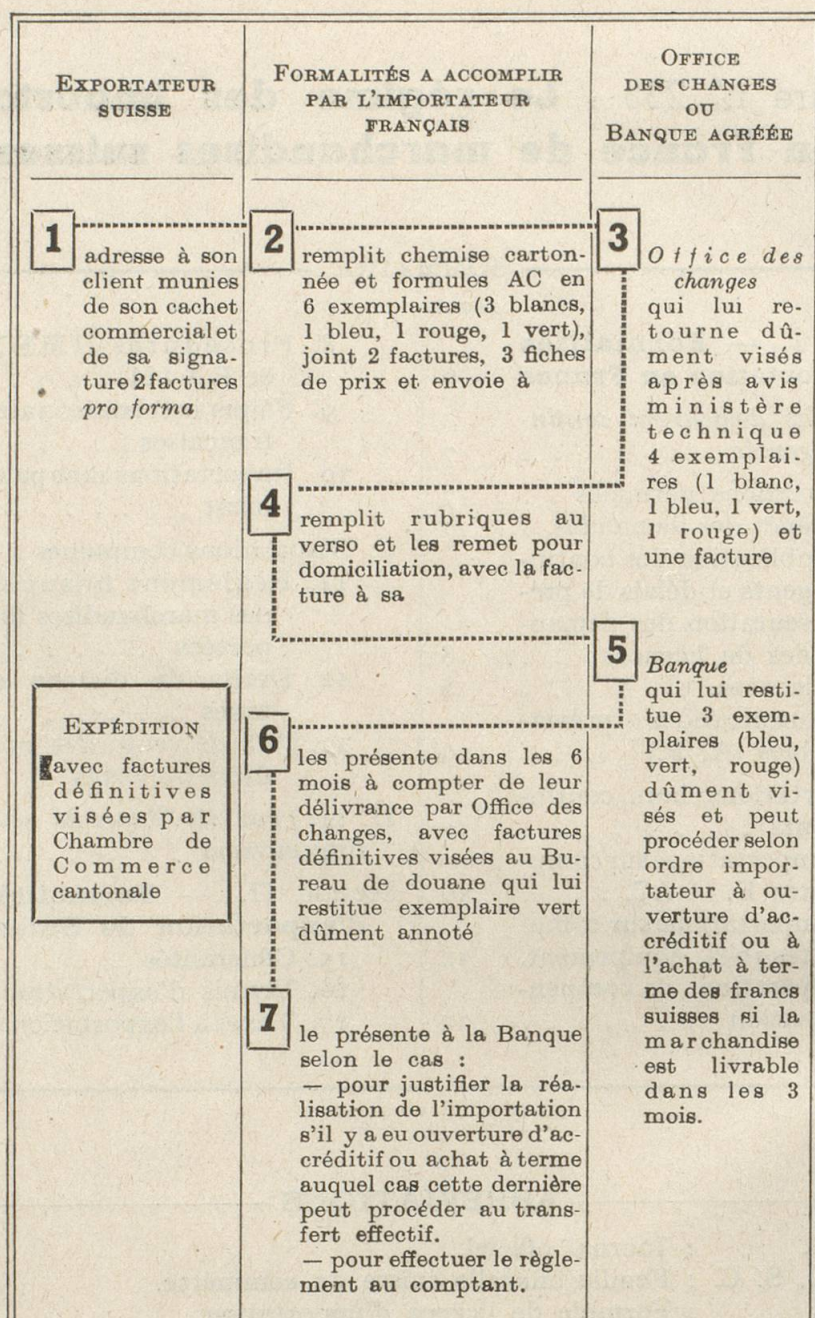 EXPORTATEUR
SUISSE
FORMALITÉS A ACCOMPLIR
PAR L'IMPORTATEUR
FRANÇAIS
OFFICE
DES CHANGES
OU
BANQUE AGRÉÉE
1
adresse à son
client munies
de son cachet
commercial et
de sa signa-
ture 2 factures
pro forma
2
remplit chemise carton-
née et formules AC en
6 exemplaires (3 blancs,
1 bleu, 1 rouge, 1 vert),
joint 2 factures, 3 fiches
de prix et envoie à
3
Office des
changes
qui lui re-
tourne dû-
ment visés
après avis
ministère
technique
4 exemplai-
res (1 blanc,
1 bleu, 1 vert,
1 rouge) et
une facture
4
remplit rubriques au
verso et les remet pour
domiciliation, avec la fac-
ture à sa
5
Banque
qui lui resti-
tue 3 exem-
plaires (bleu,
vert, rouge)
dûment vi-
sés et peut
procéder selon
ordre impor-
tateur à ou-
verture d'ac-
créditif ou à
l'achat à ter-
me des francs
suisses si la
marchandise
est livrable
dans les 3
mois.
EXPÉDITION
avec factures
définitives
visées par
Chambre de
Commerce
cantonale
6
les présente dans les 6
mois à compter de leur
délivrance par Office des
changes, avec factures
définitives visées au Bu-
reau de douane qui lui
restitue exemplaire vert
dûment annoté
7
le présente à la Banque
selon le cas :
— pour justifier la réa-
lisation de l'importation
s'il y a eu ouverture d'ac-
créditif ou achat à terme
auquel cas cette dernière
peut procéder au trans-
fert effectif.
— pour effectuer le règle-
ment au comptant.